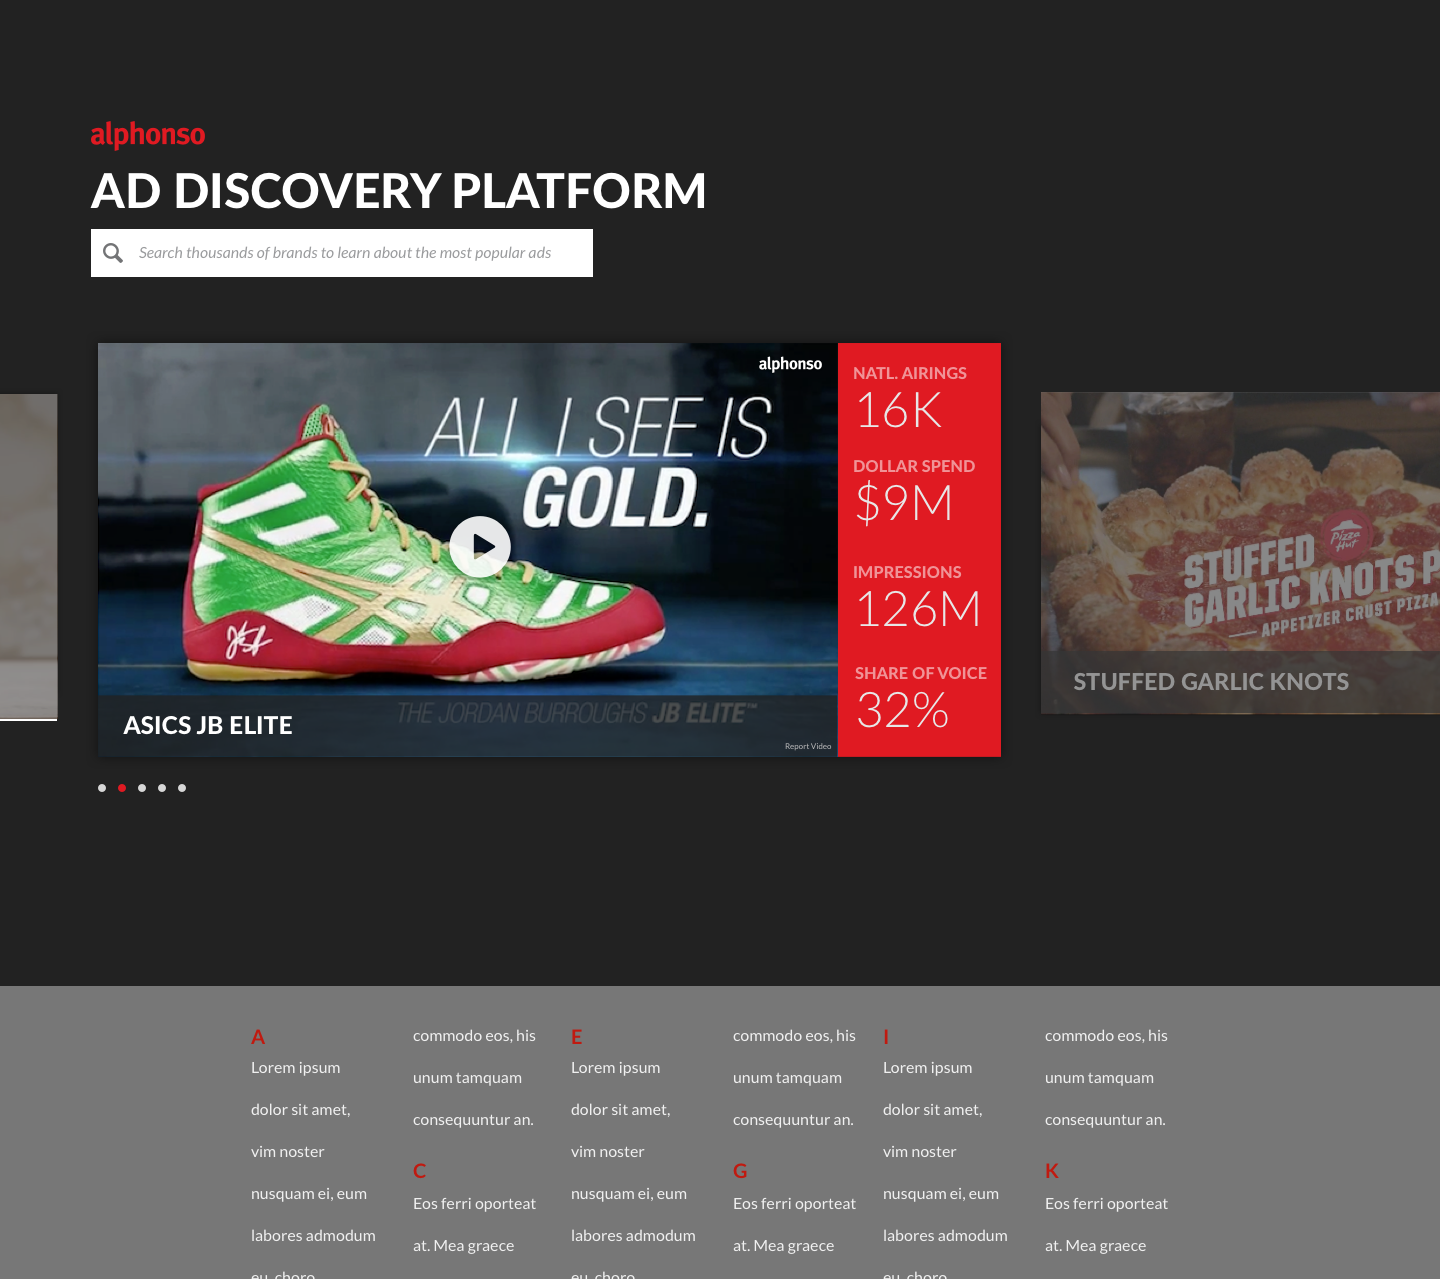 alphonso
AD DISCOVERY PLATFORM
Search thousands of brands to learn about the most popular ads
alphonso
ALL I SEE IS
GOLD.
THE JORDAN BURROUGHS JB ELITE™
ASICS JB ELITE
Report Video
NATL. AIRINGS
16K
DOLLAR SPEND
$9M
IMPRESSIONS
126M
SHARE OF VOICE
32%
Pizza
Hut
STUFFED
GARLIC KNOTS P
APPETIZER CRUST PIZZA
STUFFED GARLIC KNOTS
A
Lorem ipsum
dolor sit amet,
vim noster
nusquam ei, eum
labores admodum
eu, choro
commodo eos, his
unum tamquam
consequuntur an.
C
Eos ferri oporteat
at. Mea graece
E
Lorem ipsum
dolor sit amet,
vim noster
nusquam ei, eum
labores admodum
eu, choro
commodo eos, his
unum tamquam
consequuntur an.
G
Eos ferri oporteat
at. Mea graece
I
Lorem ipsum
dolor sit amet,
vim noster
nusquam ei, eum
labores admodum
eu, choro
commodo eos, his
unum tamquam
consequuntur an.
K
Eos ferri oporteat
at. Mea graece